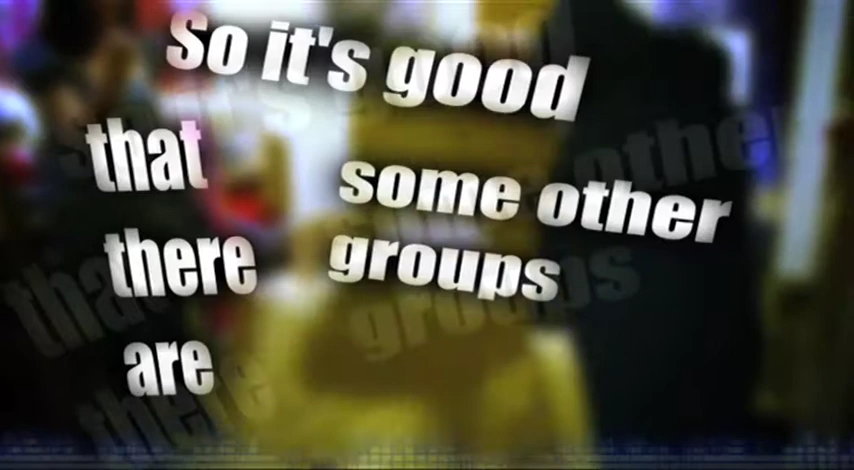 so it's good
that
there
are
some other
groups